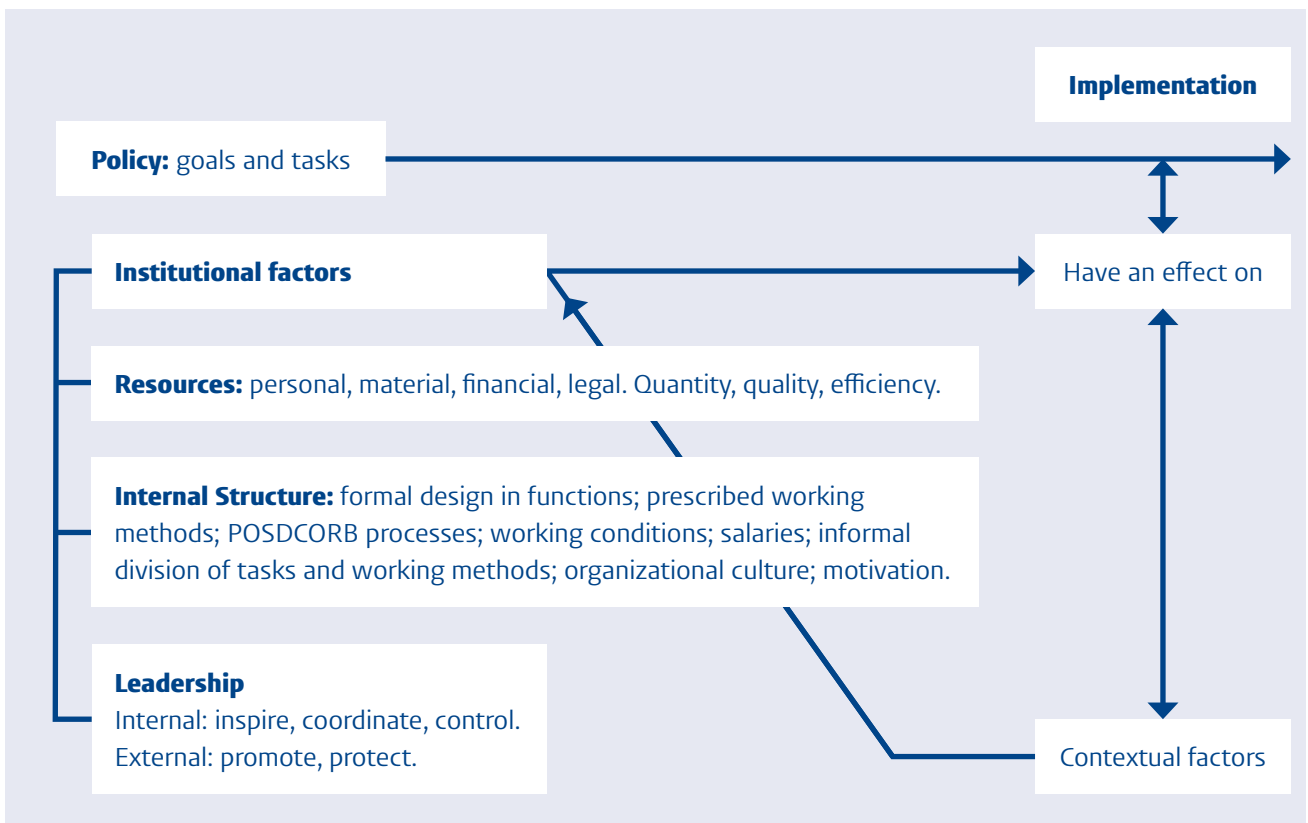 Implementation
Policy: goals and tasks
Institutional factors
Have an effect on
Resources: personal, material, financial, legal. Quantity, quality, efficiency.
Internal Structure: formal design in functions; prescribed working
methods; POSDCORB processes; working conditions; salaries; informal
division of tasks and working methods; organizational culture; motivation.
Leadership
Internal: inspire, coordinate, control.
External: promote, protect.
Contextual factors